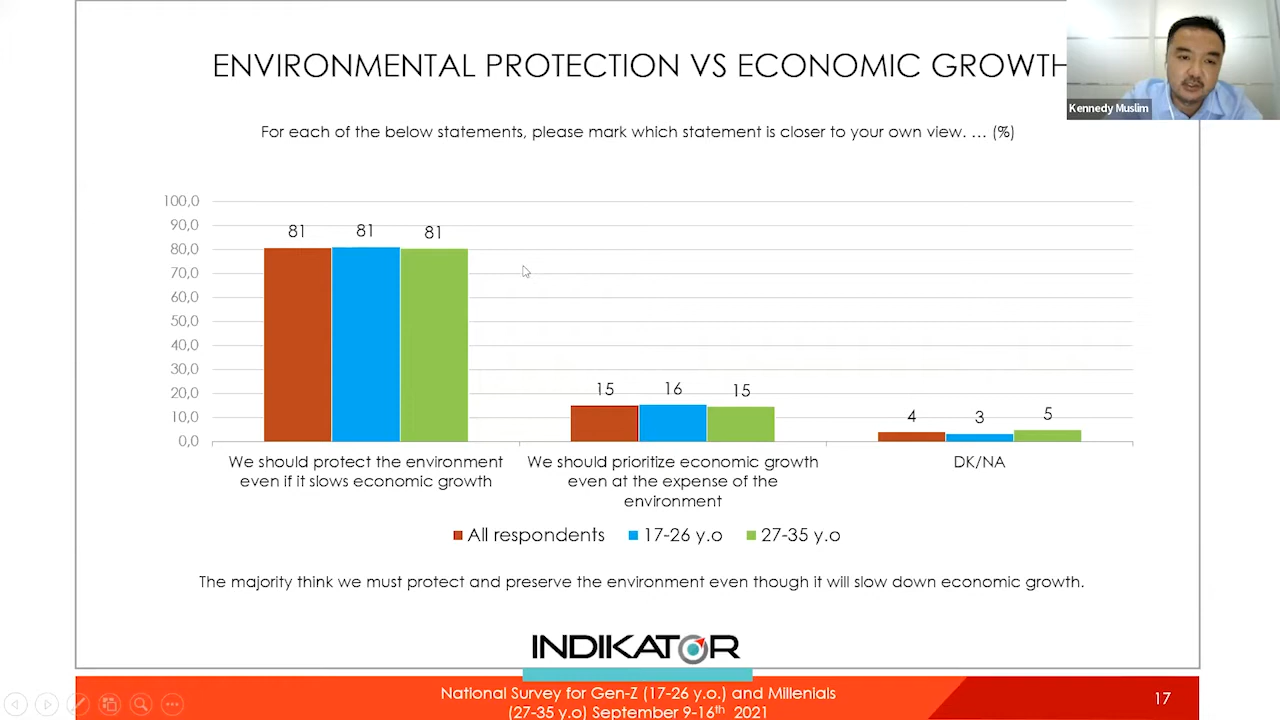 ENVIRONMENTAL PROTECTION VS ECONOMIC GROWTH
Kennedy Muslim
For each of the below statements, please mark which statement is closer to your own view. … (%)
100,0
90,0
80,0
70,0
60,0
50,0
40,0
30,0
20,0
10,0
0,0
81 81 81
15 16 15
4 3 5
We should protect the environment
even if it slows economic growth
We should prioritize economic growth
even at the expense of the
environment
DK/NA
All respondents 17-26 y.o 27-35 y.o
The majority think we must protect and preserve the environment even though it will slow down economic growth.
INDIKATOR
National Survey for Gen-Z (17-26 y.o.) and Millenials
(27-35 y.o) September 9-16th 2021
17